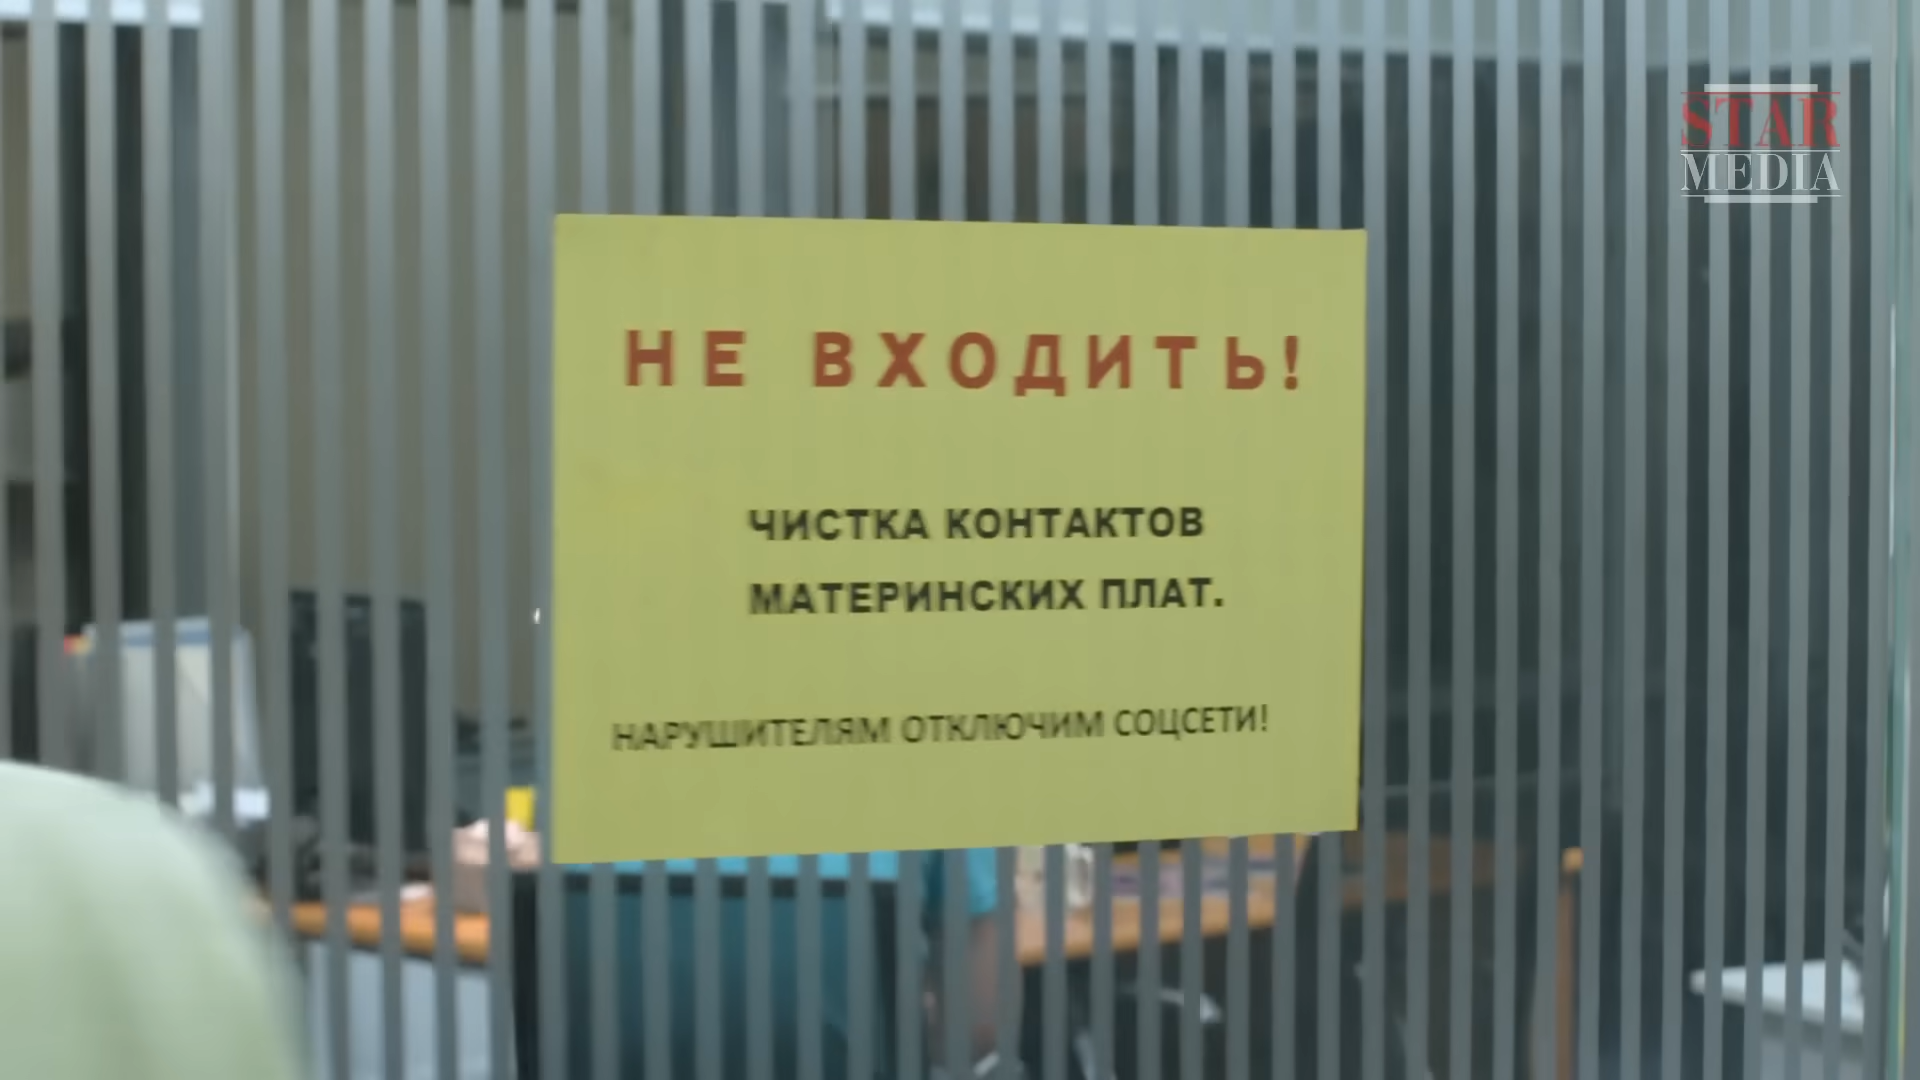 STAR
MEDIA
НЕ ВХОДИТЬ!
ЧИСТКА КОНТАКТОВ
МАТЕРИНСКИХ ПЛАТ.
НАРУШИТЕЛЯМ ОТКЛЮЧИМ СОЦСЕТИ!